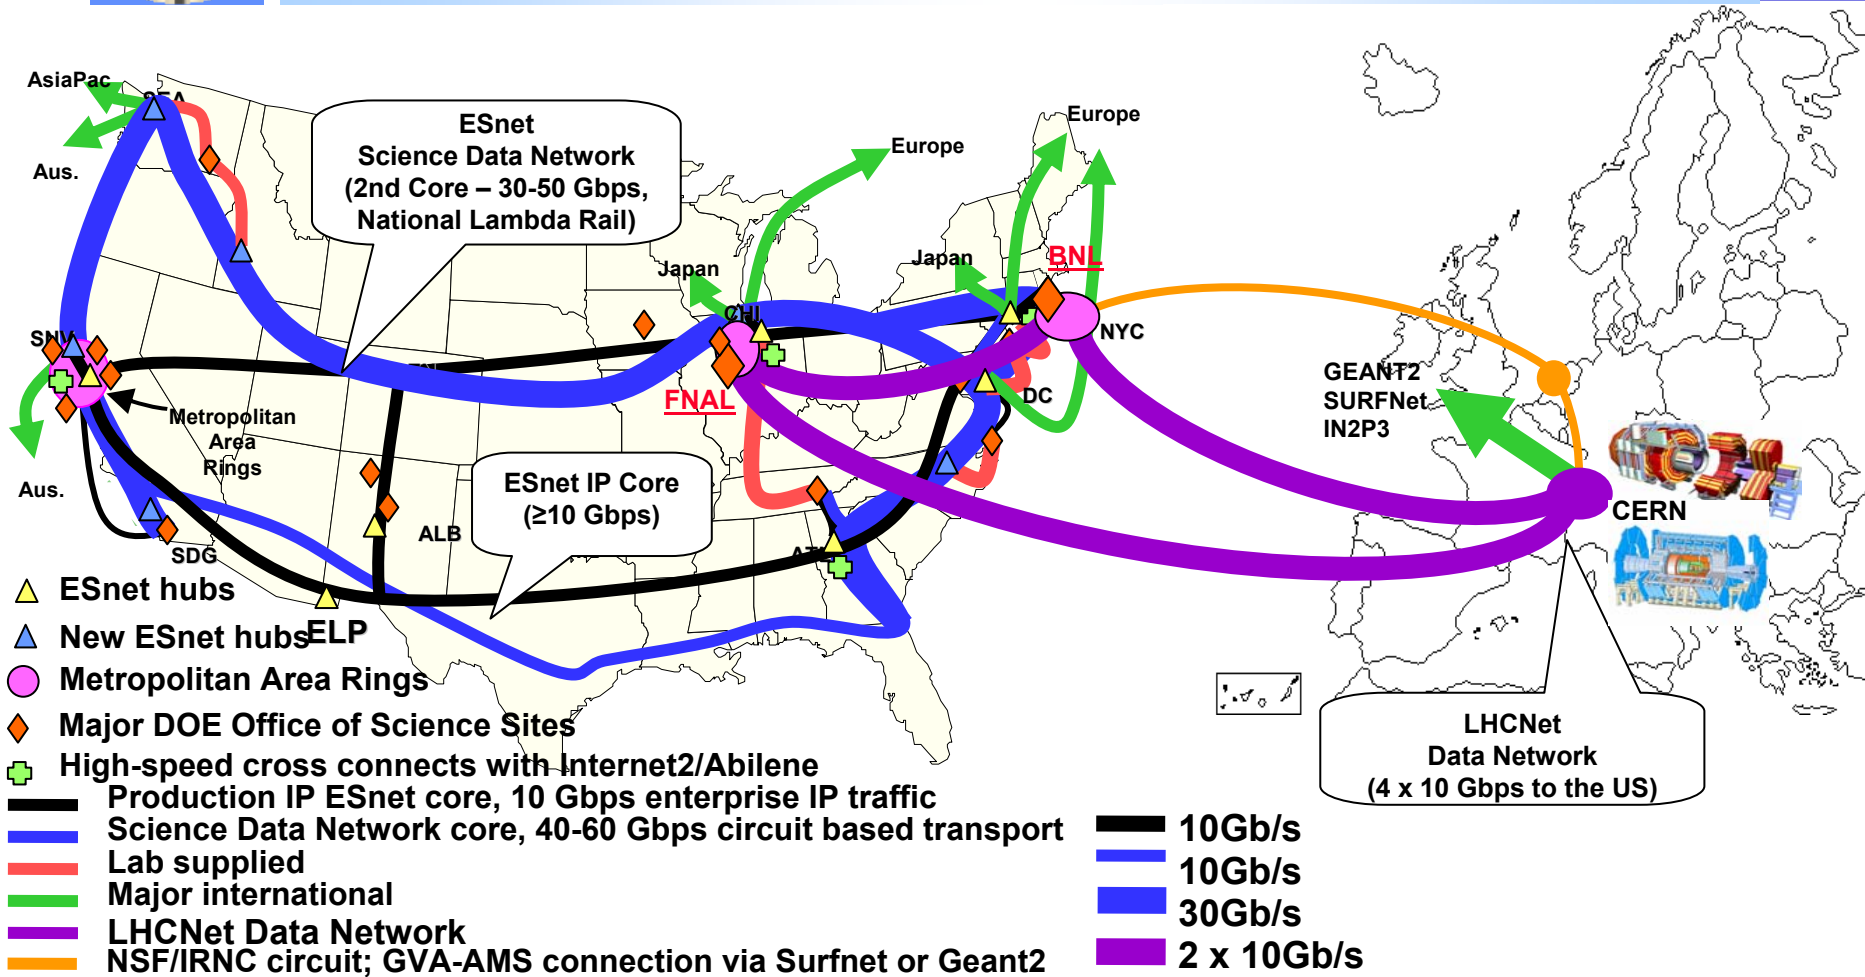 AsiaPac
SEA
Aus.
ESnet
Science Data Network
(2nd Core – 30-50 Gbps,
National Lambda Rail)
Europe
Europe
Japan
Japan
BNL
CHI
NYC
SNV
FNAL
DC
Metropolitan
Area
Rings
Aus.
ESnet IP Core
(≥10 Gbps)
ALB
ATL
SDG
ELP
GEANT2
SURFNet
IN2P3
CERN
LHCNet
Data Network
(4 x 10 Gbps to the US)
ESnet hubs
New ESnet hubs
Metropolitan Area Rings
Major DOE Office of Science Sites
High-speed cross connects with Internet2/Abilene
Production IP ESnet core, 10 Gbps enterprise IP traffic
Science Data Network core, 40-60 Gbps circuit based transport
Lab supplied
Major international
LHCNet Data Network
NSF/IRNC circuit; GVA-AMS connection via Surfnet or Geant2
10Gb/s
10Gb/s
30Gb/s
2 x 10Gb/s